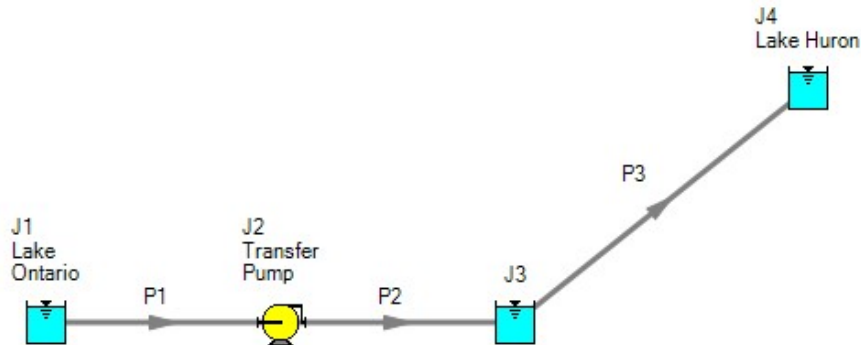 J4
Lake Huron
P3
J1
Lake
Ontario
P1
J2
Transfer
Pump
P2
J3